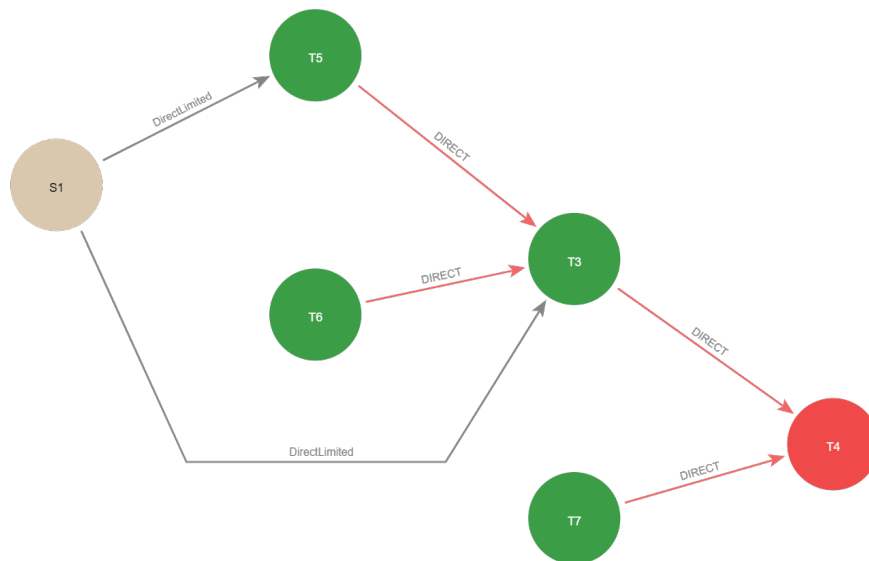 T5
DirectLimited
DIRECT
S1
T3
DIRECT
T6
DIRECT
DirectLimited
T4
DIRECT
T7